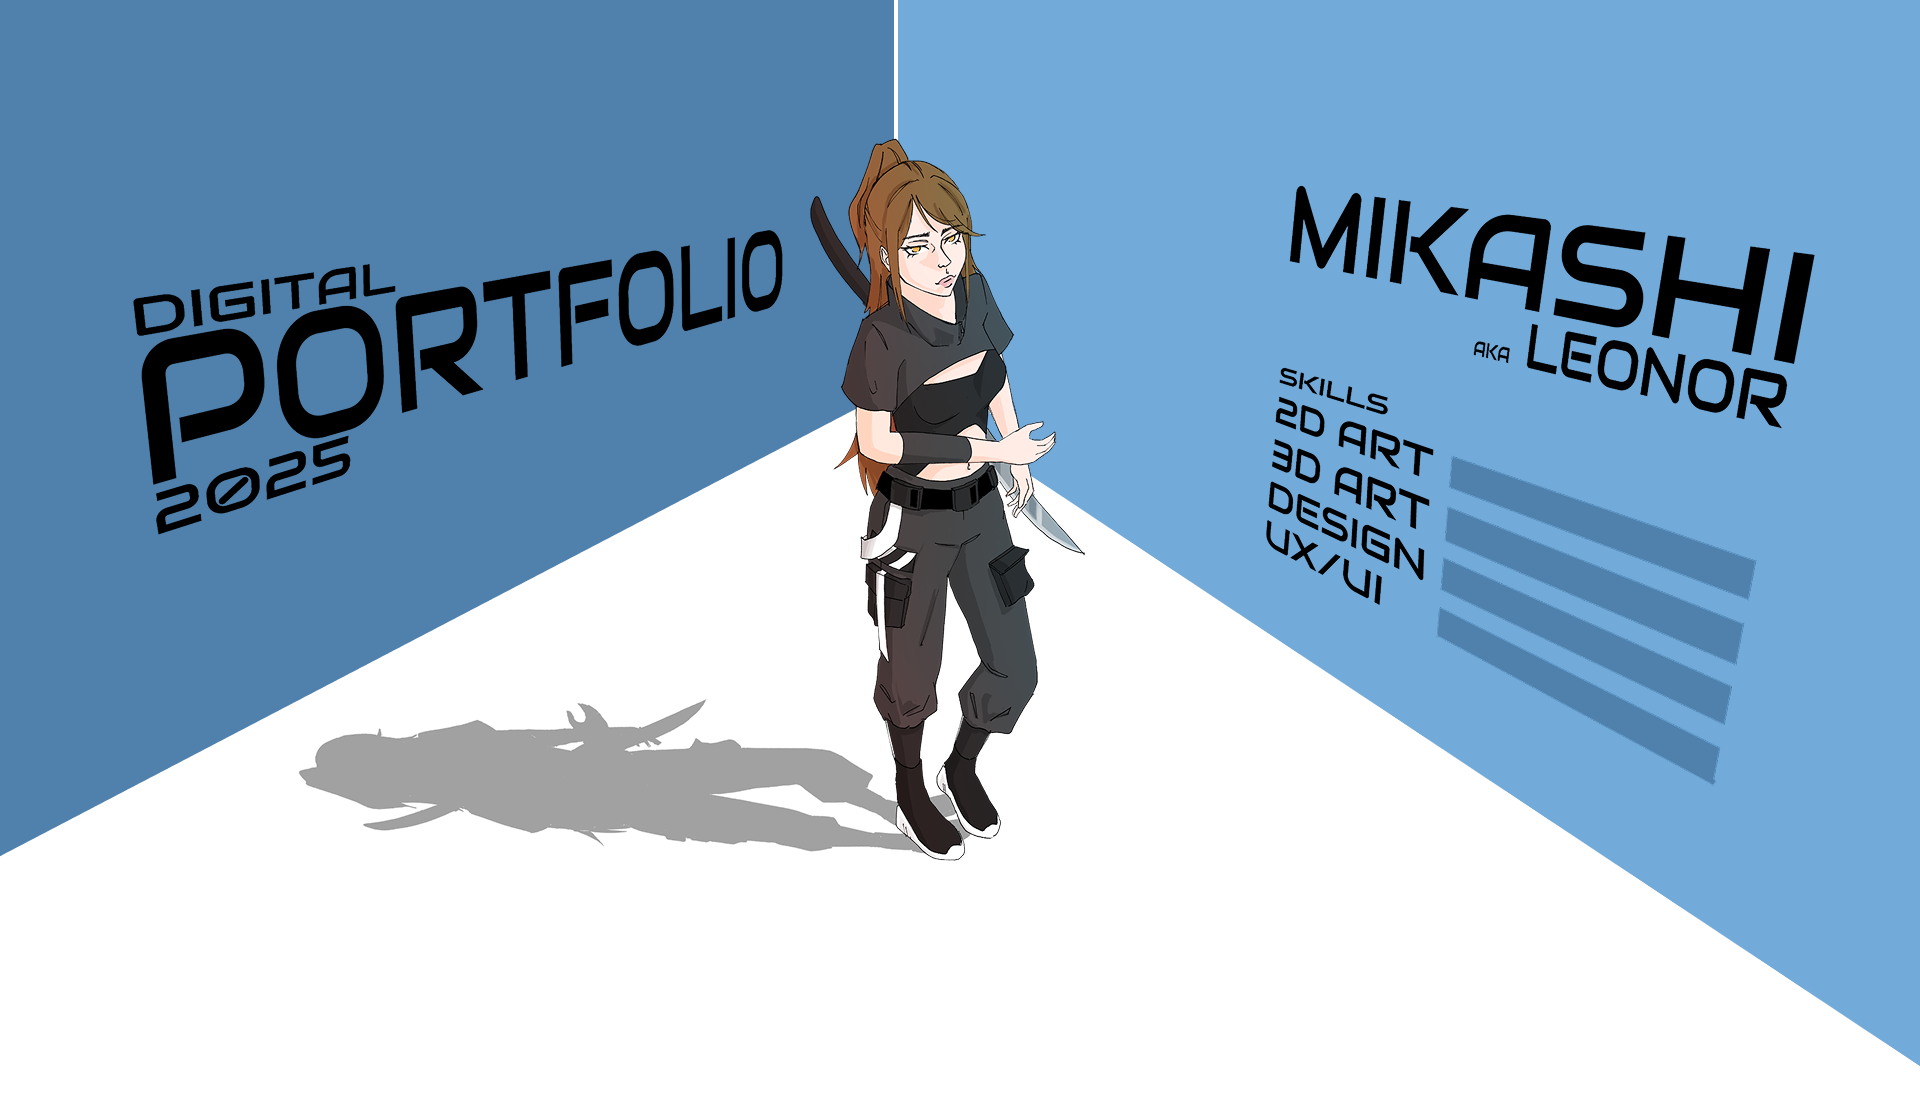 DIGITAL
PORTFOLIO
2025
MIKASHI
AKA LEONOR
SKILLS
2D ART
3D ART
DESIGN
UX/UI